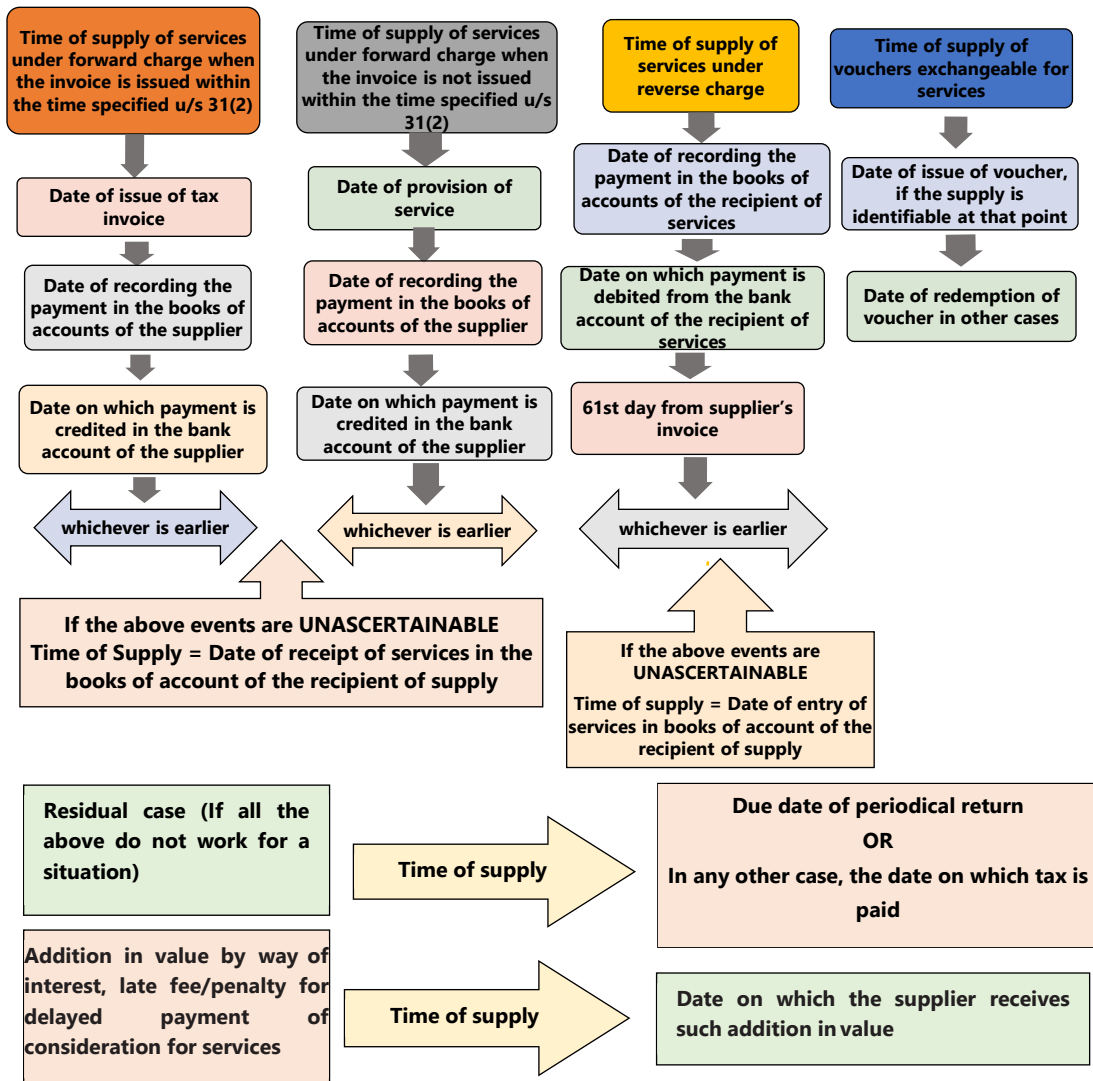 Time of supply of services
under forward charge when
the invoice is issued within
the time specified u/s 31(2)
Date of issue of tax
invoice
Date of recording the
payment in the books of
accounts of the supplier
Date on which payment is
credited in the bank
account of the supplier
whichever is earlier
Time of supply of services
under forward charge when
the invoice is not issued
within the time specified u/s
31(2)
Date of provision of
service
Date of recording the
payment in the books of
accounts of the supplier
Date on which payment is
credited in the bank
account of the supplier
whichever is earlier
If the above events are UNASCERTAINABLE
Time of Supply = Date of receipt of services in the
books of account of the recipient of supply
Time of supply of
services under
reverse charge
Date of recording the
payment in the books of
accounts of the recipient of
services
Date on which payment is
debited from the bank
account of the recipient of
services
61st day from supplier's
invoice
whichever is earlier
If the above events are
UNASCERTAINABLE
Time of supply = Date of entry of
services in books of account of the
recipient of supply
Time of supply of
vouchers exchangeable for
services
Date of issue of voucher,
if the supply is
identifiable at that point
Date of redemption of
voucher in other cases
Residual case (If all the
above do not work for a
situation)
Time of supply
Due date of periodical return
OR
In any other case, the date on which tax is
paid
Addition in value by way of
interest, late fee/penalty for
delayed payment of
consideration for services
Time of supply
Date on which the supplier receives
such addition in value